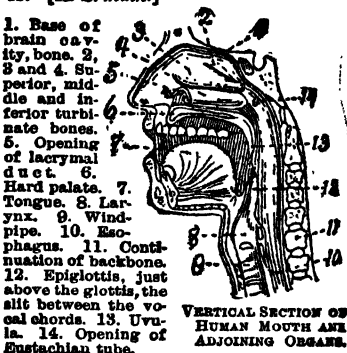 1. Base of
brain cav-
ity, bone. 2,
3 and 4. Su-
perior, mid-
dle and in-
ferior turbi-
nate bones.
5. Opening
of lacrymal
duct. 6.
Hard palate. 7.
Tongue. 8. Lar-
ynx. 9. Wind-
pipe. 10. Eso-
phagus. 11. Conti-
nuation of backbone.
12. Epiglottis, just
above the glottis, the
slit between the vo-
cal chords. 13. Uvu-
la. 14. Opening of
Eustachian tube.
1
2
3
4
5
6
7
8
9
14
13
12
11
10
VERTICAL SECTION OF
HUMAN MOUTH AND
ADJOINING ORGANS.